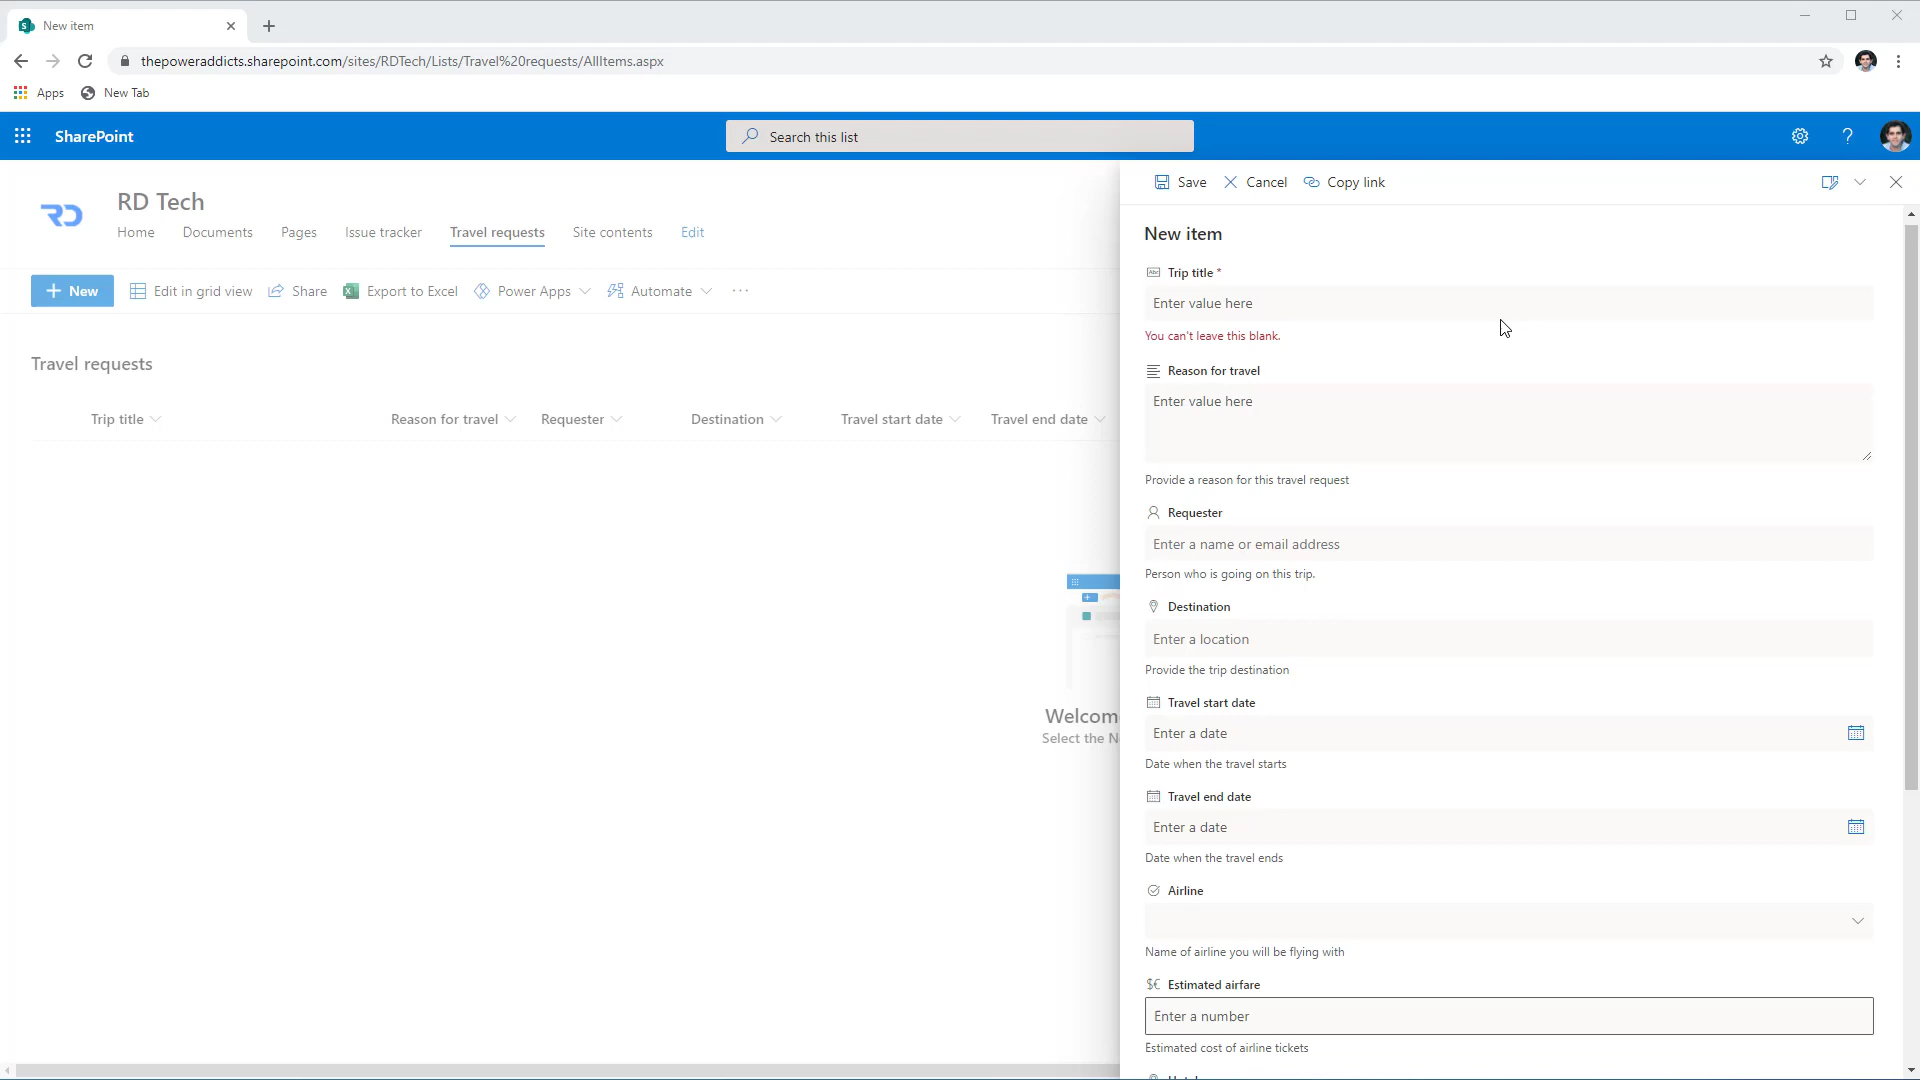 New item
thepoweraddicts.sharepoint.com/sites/RDTech/Lists/Travel%20requests/AllItems.aspx
Apps New Tab
SharePoint
Search this list
RD
RD Tech
Home Documents Pages Issue tracker Travel requests Site contents Edit
New Edit in grid view Share Export to Excel Power Apps Automate
Travel requests
Trip title Reason for travel Requester Destination Travel start date Travel end date
Welcom
Select the N
Save Cancel Copy link
New item
Abc Trip title *
Enter value here
You can't leave this blank.
Reason for travel
Enter value here
Provide a reason for this travel request
Requester
Enter a name or email address
Person who is going on this trip.
Destination
Enter a location
Provide the trip destination
Travel start date
Enter a date
Date when the travel starts
Travel end date
Enter a date
Date when the travel ends
Airline
Name of airline you will be flying with
$€ Estimated airfare
Enter a number
Estimated cost of airline tickets